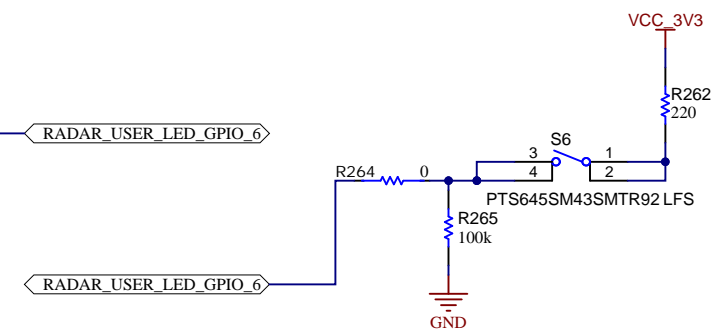 VCC_3V3
R262
220
RADAR_USER_LED_GPIO_6
S6
3
1
4
2
R264
0
PTS645SM43SMTR92 LFS
R265
100k
RADAR_USER_LED_GPIO_6
GND